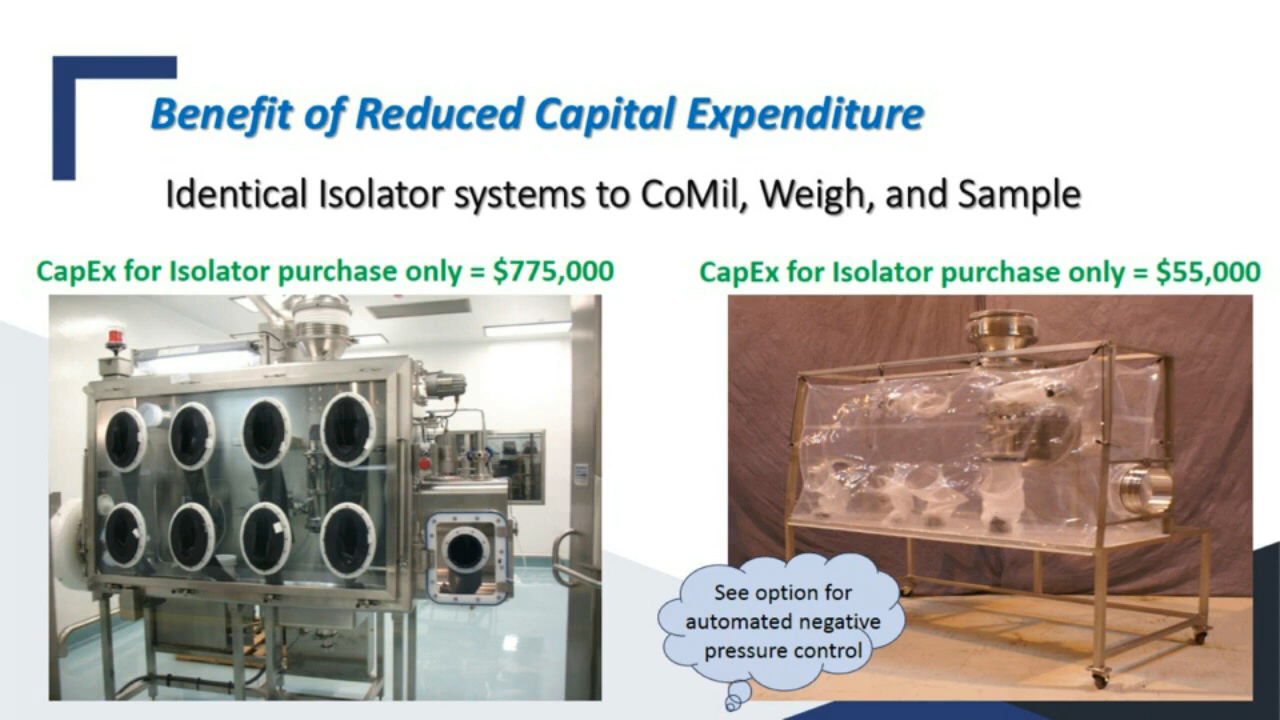 Benefit of Reduced Capital Expenditure
Identical Isolator systems to CoMil, Weigh, and Sample
CapEx for Isolator purchase only = $775,000
CapEx for Isolator purchase only = $55,000
See option for
automated negative
pressure control